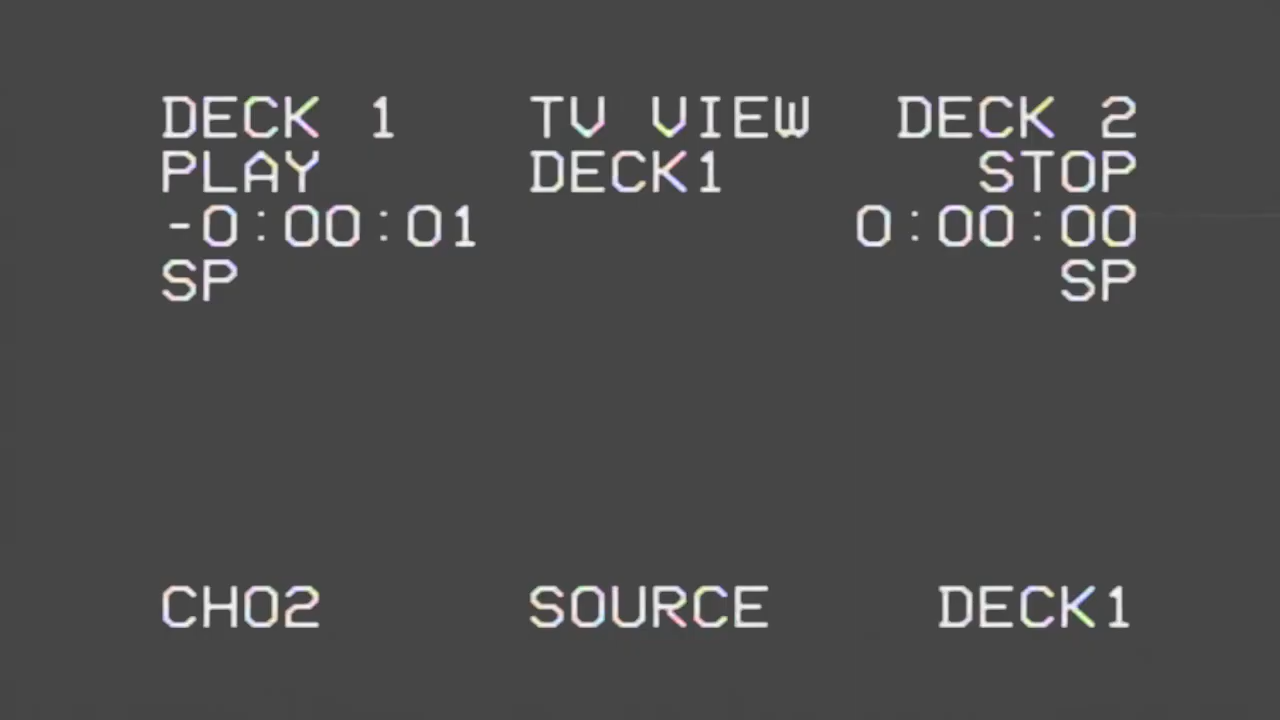 DECK 1 TV VIEW DECK 2
PLAY DECK1 STOP
-0:00:01 0:00:00
SP SP
CH02 SOURCE DECK1